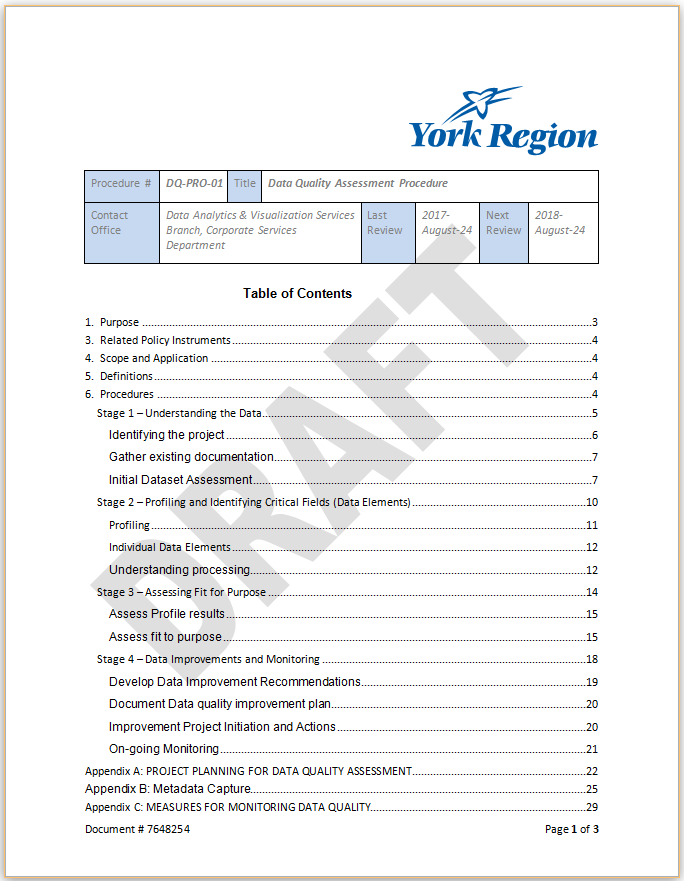 York Region
Procedure # DQ-PRO-01 Title Data Quality Assessment Procedure
Contact Office Data Analytics & Visualization Services Branch, Corporate Services Department Last Review 2017-August-24 Next Review 2018-August-24
DRAFT
Table of Contents
1. Purpose ... 3
3. Related Policy Instruments ... 4
4. Scope and Application ... 4
5. Definitions ... 4
6. Procedures ... 4
Stage 1 – Understanding the Data ... 5
Identifying the project ... 6
Gather existing documentation ... 7
Initial Dataset Assessment ... 7
Stage 2 – Profiling and Identifying Critical Fields (Data Elements) ... 10
Profiling ... 11
Individual Data Elements ... 12
Understanding processing ... 12
Stage 3 – Assessing Fit for Purpose ... 14
Assess Profile results ... 15
Assess fit to purpose ... 15
Stage 4 – Data Improvements and Monitoring ... 18
Develop Data Improvement Recommendations ... 19
Document Data quality improvement plan ... 20
Improvement Project Initiation and Actions ... 20
On-going Monitoring ... 21
Appendix A: PROJECT PLANNING FOR DATA QUALITY ASSESSMENT ... 22
Appendix B: Metadata Capture ... 25
Appendix C: MEASURES FOR MONITORING DATA QUALITY ... 29
Document # 7648254 Page 1 of 3